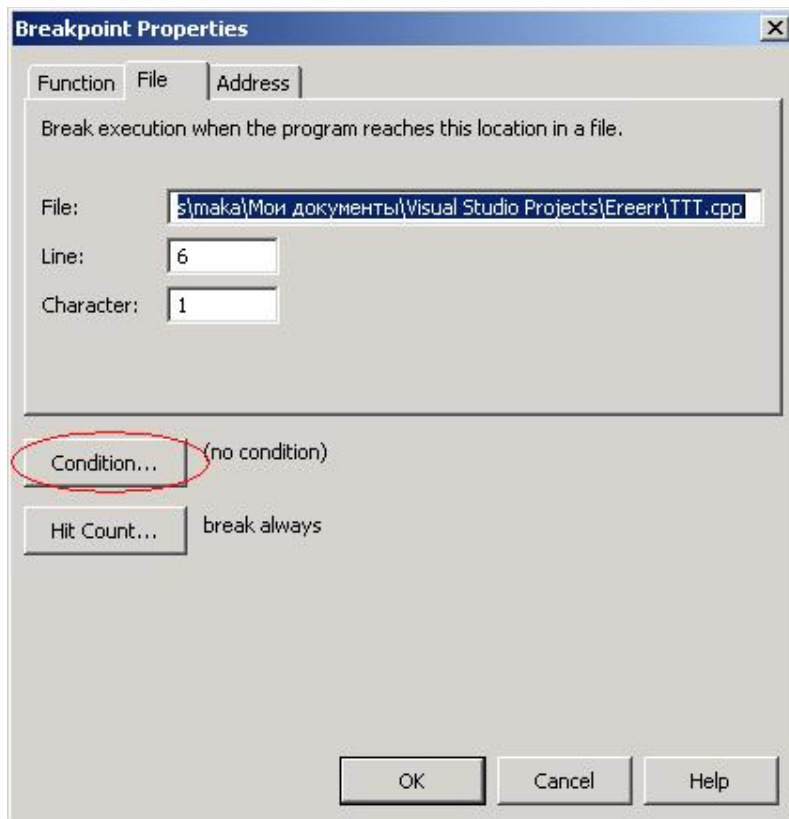 Breakpoint Properties
Function File Address
Break execution when the program reaches this location in a file.
File: s\maka\Мои документы\Visual Studio Projects\Ereerr\TTT.cpp
Line: 6
Character: 1
Condition... (no condition)
Hit Count... break always
OK Cancel Help